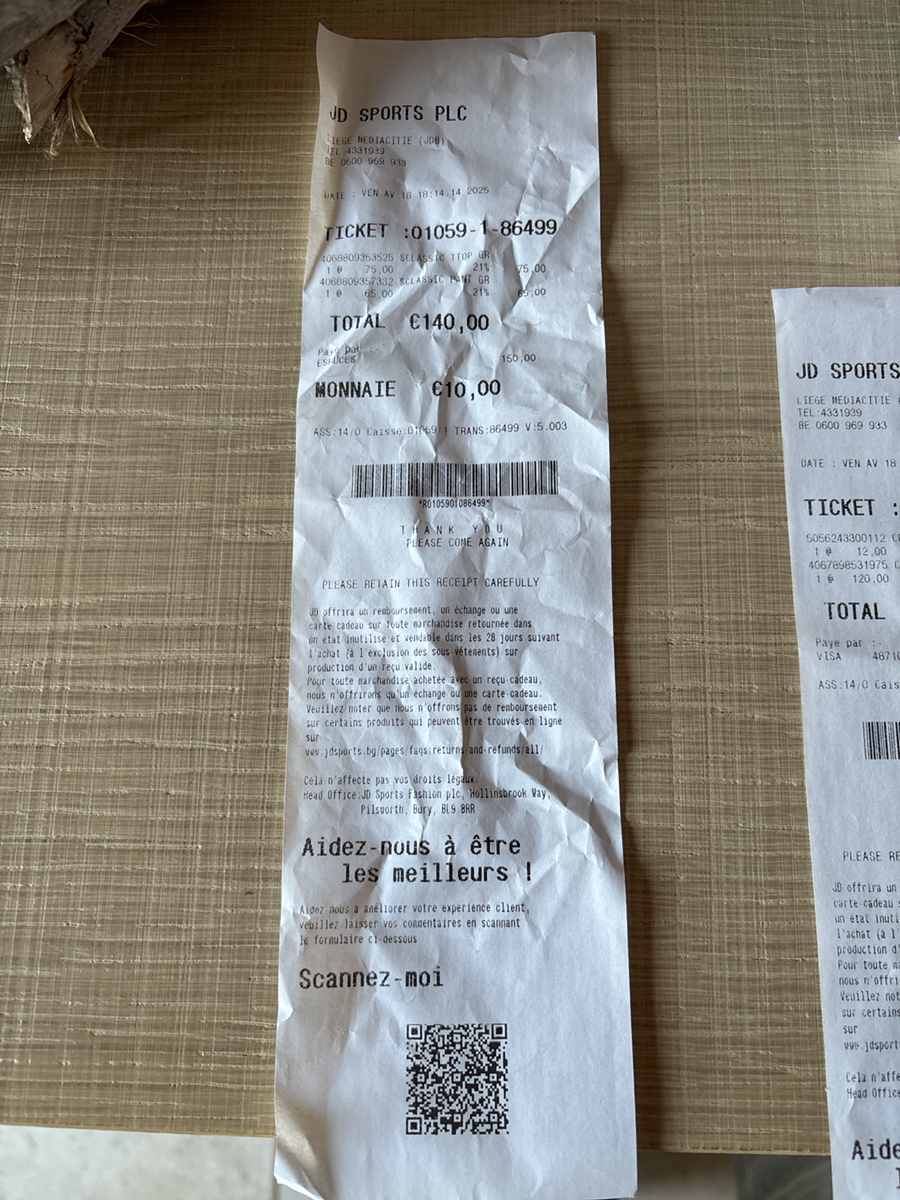 JD SPORTS PLC
LIEGE MEDIACITIE (JDB)
TEL:4331939
BE 0600 969 933
DATE : VEN AV 18 18:14:14 2025
TICKET :01059-1-86499
4068809353525 $CLASSIC TTOP GR
1 @ 75,00 21% 75,00
4068809357332 $CLASSIC PANT GR
1 @ 65,00 21% 65,00
TOTAL €140,00
Paye par :-
ESPECES 150,00
MONNAIE €10,00
ASS:14/0 Caisse:01059/1 TRANS:86499 V:5.003
*R0105901086499*
THANK YOU
PLEASE COME AGAIN
PLEASE RETAIN THIS RECEIPT CAREFULLY
JD offrira un remboursement, un échange ou une
carte cadeau sur toute marchandise retournée dans
un état inutilise et vendable dans les 28 jours suivant
l'achat (à l'exclusion des sous vêtements) sur
production d'un reçu valide.
Pour toute marchandise achetée avec un reçu-cadeau,
nous n'offrirons qu'un échange ou une carte-cadeau.
Veuillez noter que nous n'offrons pas de remboursement
sur certains produits qui peuvent être trouvés en ligne
sur
www.jdsports.bg/pages/faqs/returns-and-refunds/all/
Cela n'affecte pas vos droits légaux.
Head Office:JD Sports Fashion plc, Hollinsbrook Way,
Pilsworth, Bury, BL9 8RR
Aidez-nous à être
les meilleurs !
Aidez nous a améliorer votre experience client,
veuillez laisser vos commentaires en scannant
le formulaire ci-dessous
Scannez-moi
JD SPORTS
LIEGE MEDIACITIE
TEL:4331939
BE 0600 969 933
DATE : VEN AV 18
TICKET :
5056243300112
1 @ 12,00
4067898531975
1 @ 120,00
TOTAL
Paye par :-
VISA 4871
ASS:14/0
PLEASE
JD offrira un
carte-cadeau
un état
l'achat (à
production
Pour toute
nous
Veuillez
sur certains
sur
Cela
Head